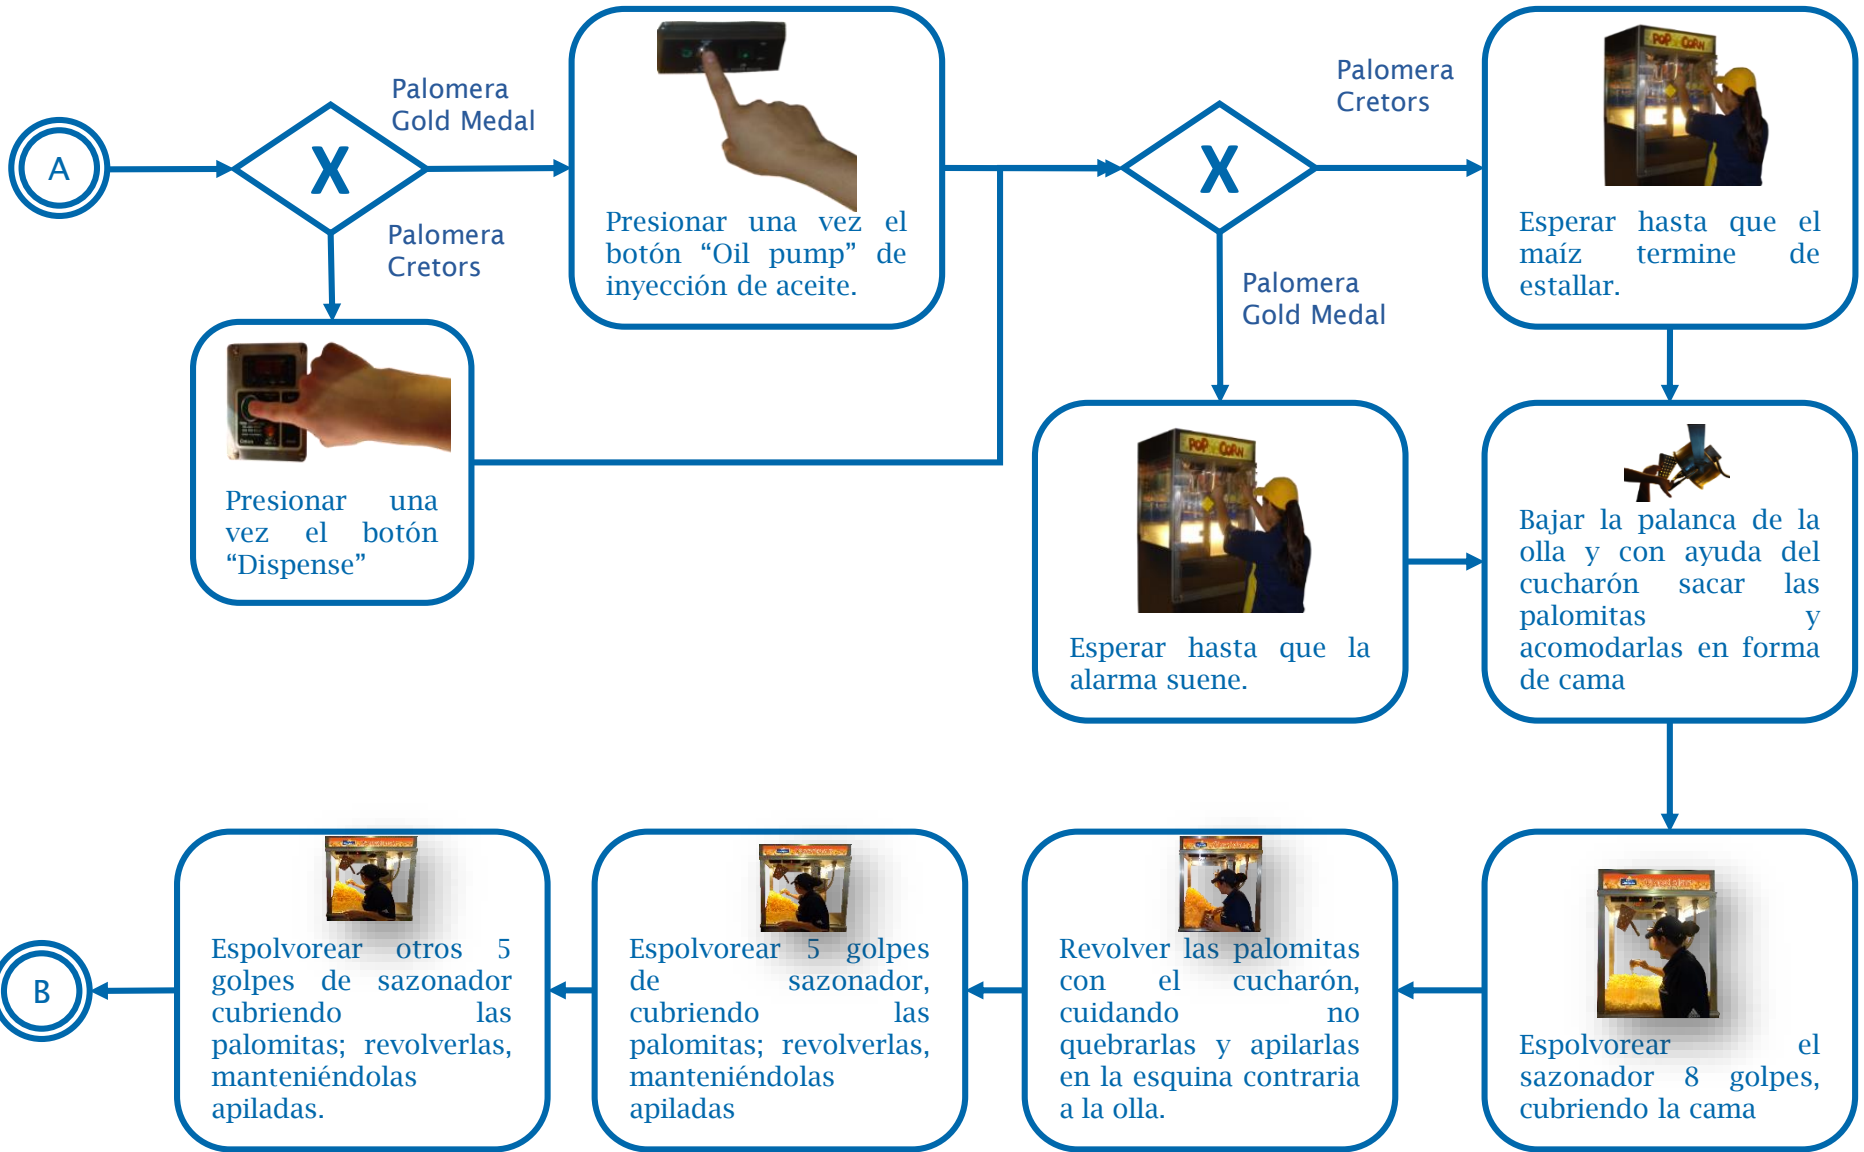 A
X
Palomera
Gold Medal
Palomera
Cretors
Presionar una vez el
botón “Oil pump” de
inyección de aceite.
Presionar una
vez el botón
“Dispense”
X
Palomera
Cretors
Palomera
Gold Medal
POP CORN
Esperar hasta que el
maíz termine de
estallar.
POP CORN
Esperar hasta que la
alarma suene.
Bajar la palanca de la
olla y con ayuda del
cucharón sacar las
palomitas y
acomodarlas en forma
de cama
Espolvorear el
sazonador 8 golpes,
cubriendo la cama
Revolver las palomitas
con el cucharón,
cuidando no
quebrarlas y apilarlas
en la esquina contraria
a la olla.
Espolvorear 5 golpes
de sazonador,
cubriendo las
palomitas; revolverlas,
manteniéndolas
apiladas
Espolvorear otros 5
golpes de sazonador
cubriendo las
palomitas; revolverlas,
manteniéndolas
apiladas.
B